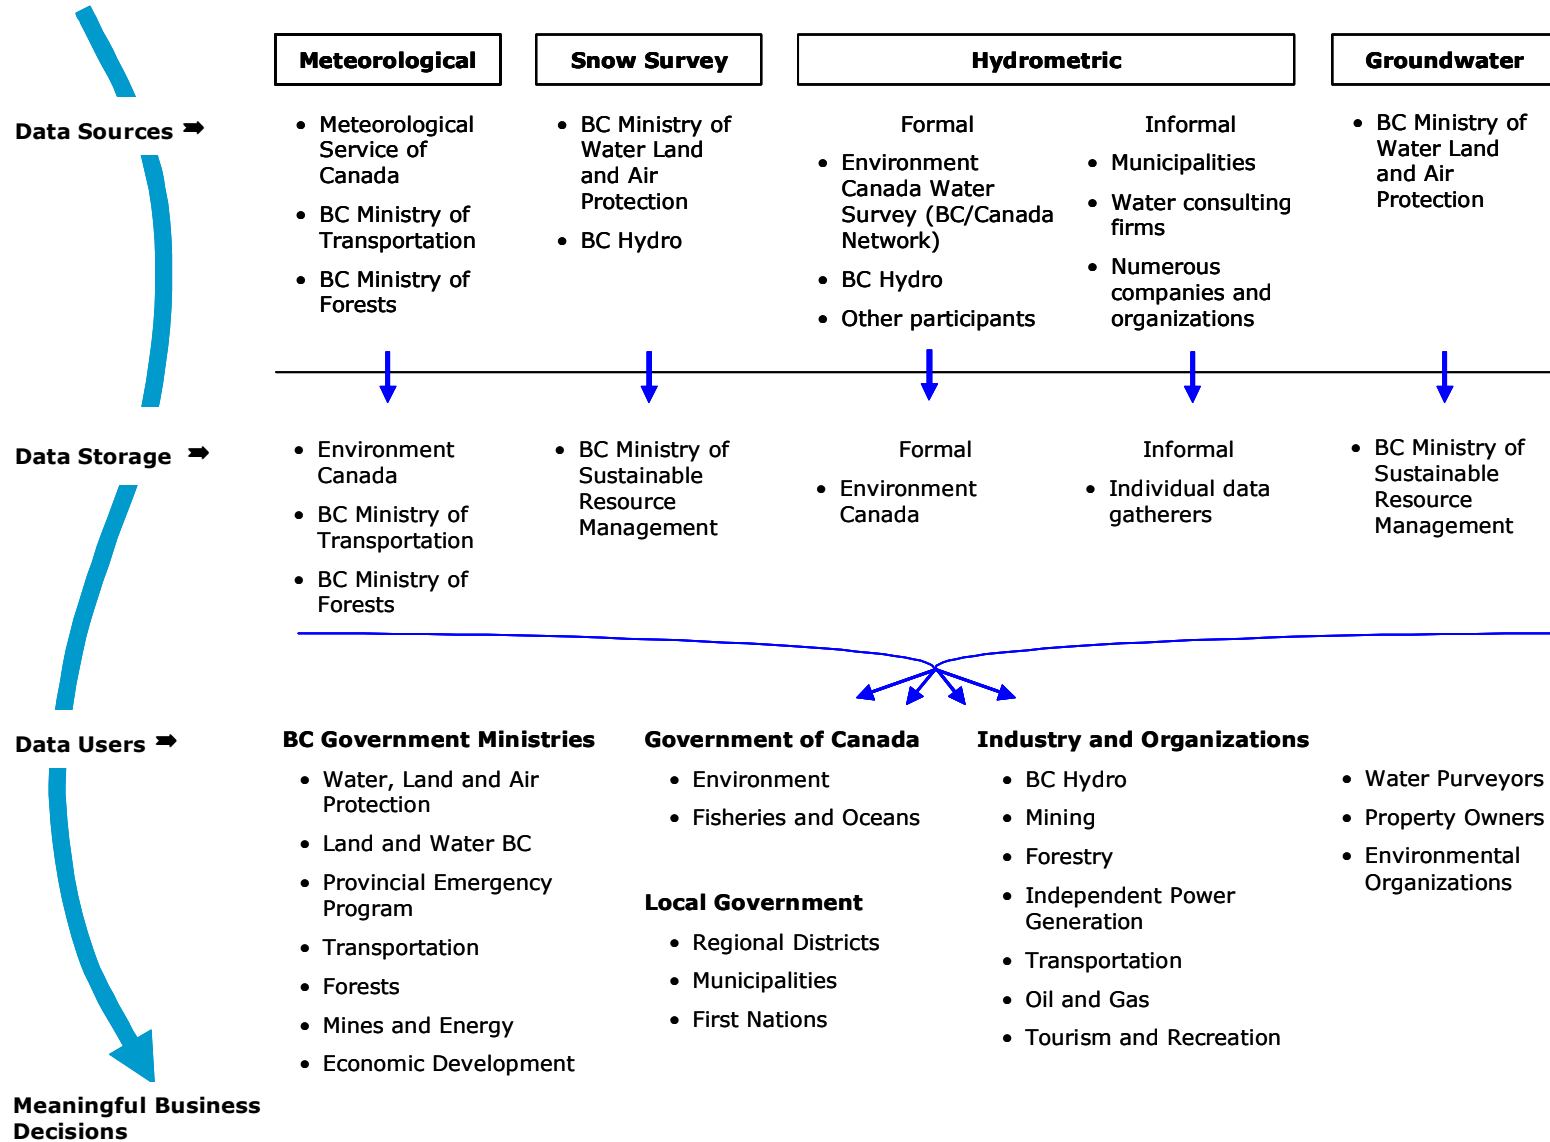 Meteorological
Snow Survey
Hydrometric
Groundwater
Data Sources
• Meteorological
Service of
Canada
• BC Ministry of
Transportation
• BC Ministry of
Forests
• BC Ministry of
Water Land
and Air
Protection
• BC Hydro
Formal
• Environment
Canada Water
Survey (BC/Canada
Network)
• BC Hydro
• Other participants
Informal
• Municipalities
• Water consulting
firms
• Numerous
companies and
organizations
• BC Ministry of
Water Land
and Air
Protection
Data Storage
• Environment
Canada
• BC Ministry of
Transportation
• BC Ministry of
Forests
• BC Ministry of
Sustainable
Resource
Management
Formal
• Environment
Canada
Informal
• Individual data
gatherers
• BC Ministry of
Sustainable
Resource
Management
Data Users
BC Government Ministries
• Water, Land and Air
Protection
• Land and Water BC
• Provincial Emergency
Program
• Transportation
• Forests
• Mines and Energy
• Economic Development
Government of Canada
• Environment
• Fisheries and Oceans
Local Government
• Regional Districts
• Municipalities
• First Nations
Industry and Organizations
• BC Hydro
• Mining
• Forestry
• Independent Power
Generation
• Transportation
• Oil and Gas
• Tourism and Recreation
• Water Purveyors
• Property Owners
• Environmental
Organizations
Meaningful Business
Decisions